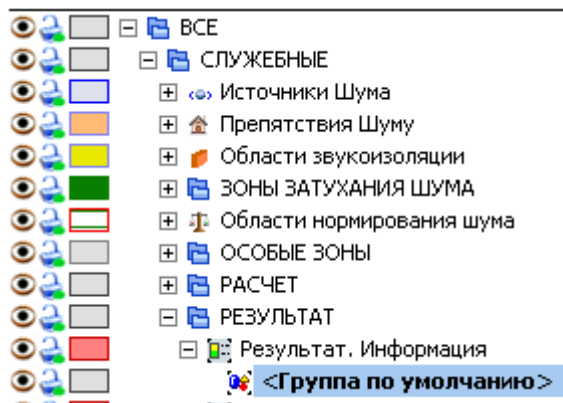 ВСЕ
СЛУЖЕБНЫЕ
Источники Шума
Препятствия Шуму
Области звукоизоляции
ЗОНЫ ЗАТУХАНИЯ ШУМА
Области нормирования шума
ОСОБЫЕ ЗОНЫ
РАСЧЕТ
РЕЗУЛЬТАТ
Результат. Информация
<Группа по умолчанию>